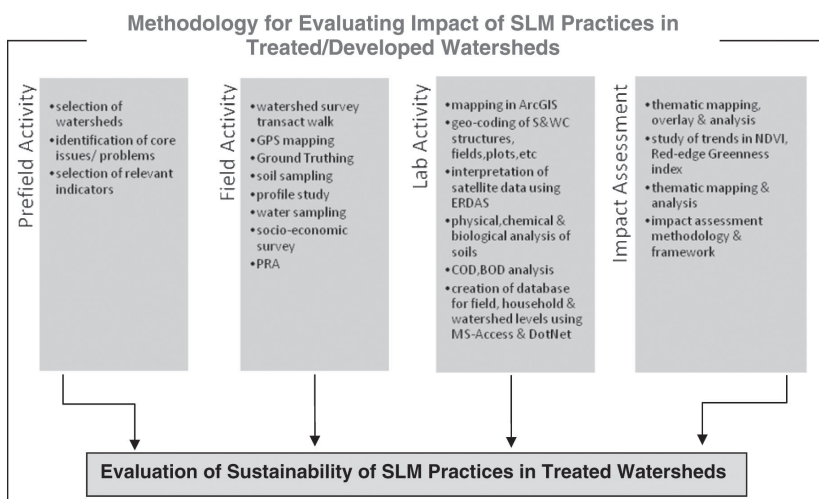 Methodology for Evaluating Impact of SLM Practices in
Treated/Developed Watersheds
Prefield Activity
•selection of
watersheds
•identification of core
issues/ problems
•selection of relevant
indicators
Field Activity
•watershed survey
transect walk
•GPS mapping
•Ground Truthing
•soil sampling
•profile study
•water sampling
•socio-economic
survey
•PRA
Lab Activity
•mapping in ArcGIS
•geo-coding of S&WC
structures,
fields,plots,etc
•interpretation of
satellite data using
ERDAS
•physical,chemical &
biological analysis of
soils
•COD,BOD analysis
•creation of database
for field, household &
watershed levels using
MS-Access & DotNet
Impact Assessment
•thematic mapping,
overlay & analysis
•study of trends in NDVI,
Red-edge Greenness
index
•thematic mapping &
analysis
•impact assessment
methodology &
framework
Evaluation of Sustainability of SLM Practices in Treated Watersheds